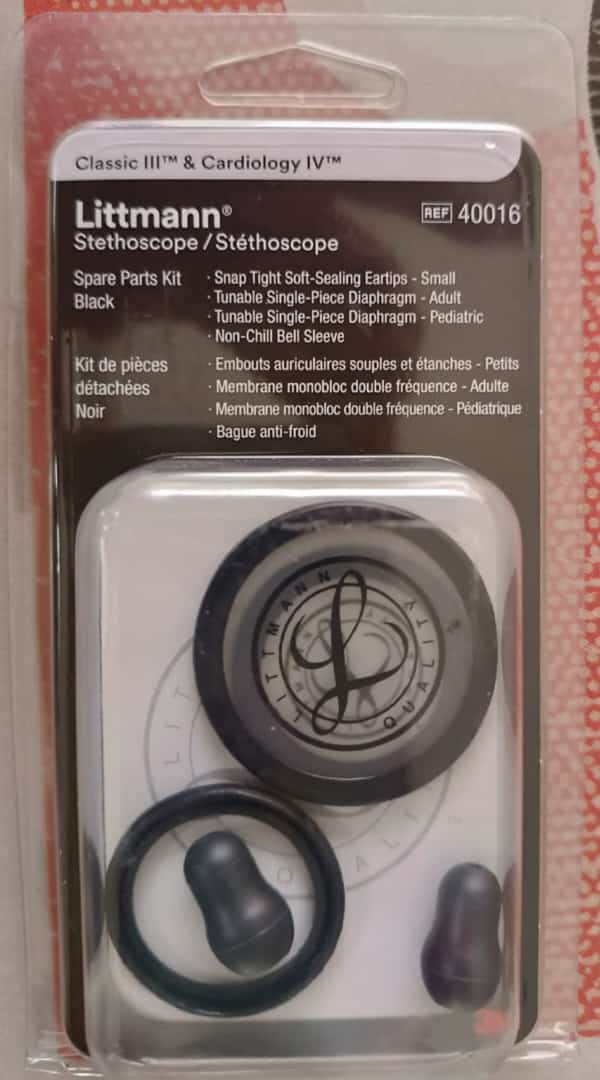 Classic III™ & Cardiology IV™
Littmann®
REF 40016
Stethoscope / Stéthoscope
Spare Parts Kit
Black
· Snap Tight Soft-Sealing Eartips - Small
· Tunable Single-Piece Diaphragm - Adult
· Tunable Single-Piece Diaphragm - Pediatric
· Non-Chill Bell Sleeve
Kit de pièces
détachées
Noir
· Embouts auriculaires souples et étanches - Petits
· Membrane monobloc double fréquence - Adulte
· Membrane monobloc double fréquence - Pédiatrique
· Bague anti-froid
LITTMANN
QUALITY
L